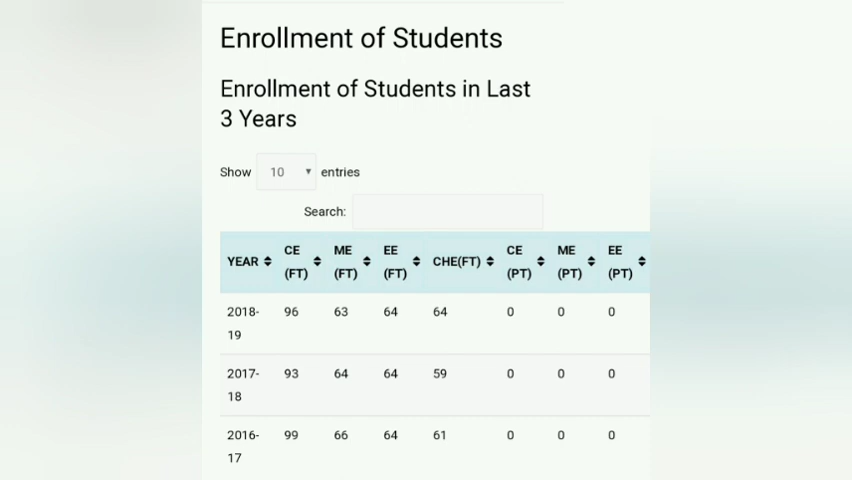 Enrollment of Students
Enrollment of Students in Last
3 Years
Show 10 entries
Search:
YEAR CE (FT) ME (FT) EE (FT) CHE(FT) CE (PT) ME (PT) EE (PT)
2018-19 96 63 64 64 0 0 0
2017-18 93 64 64 59 0 0 0
2016-17 99 66 64 61 0 0 0